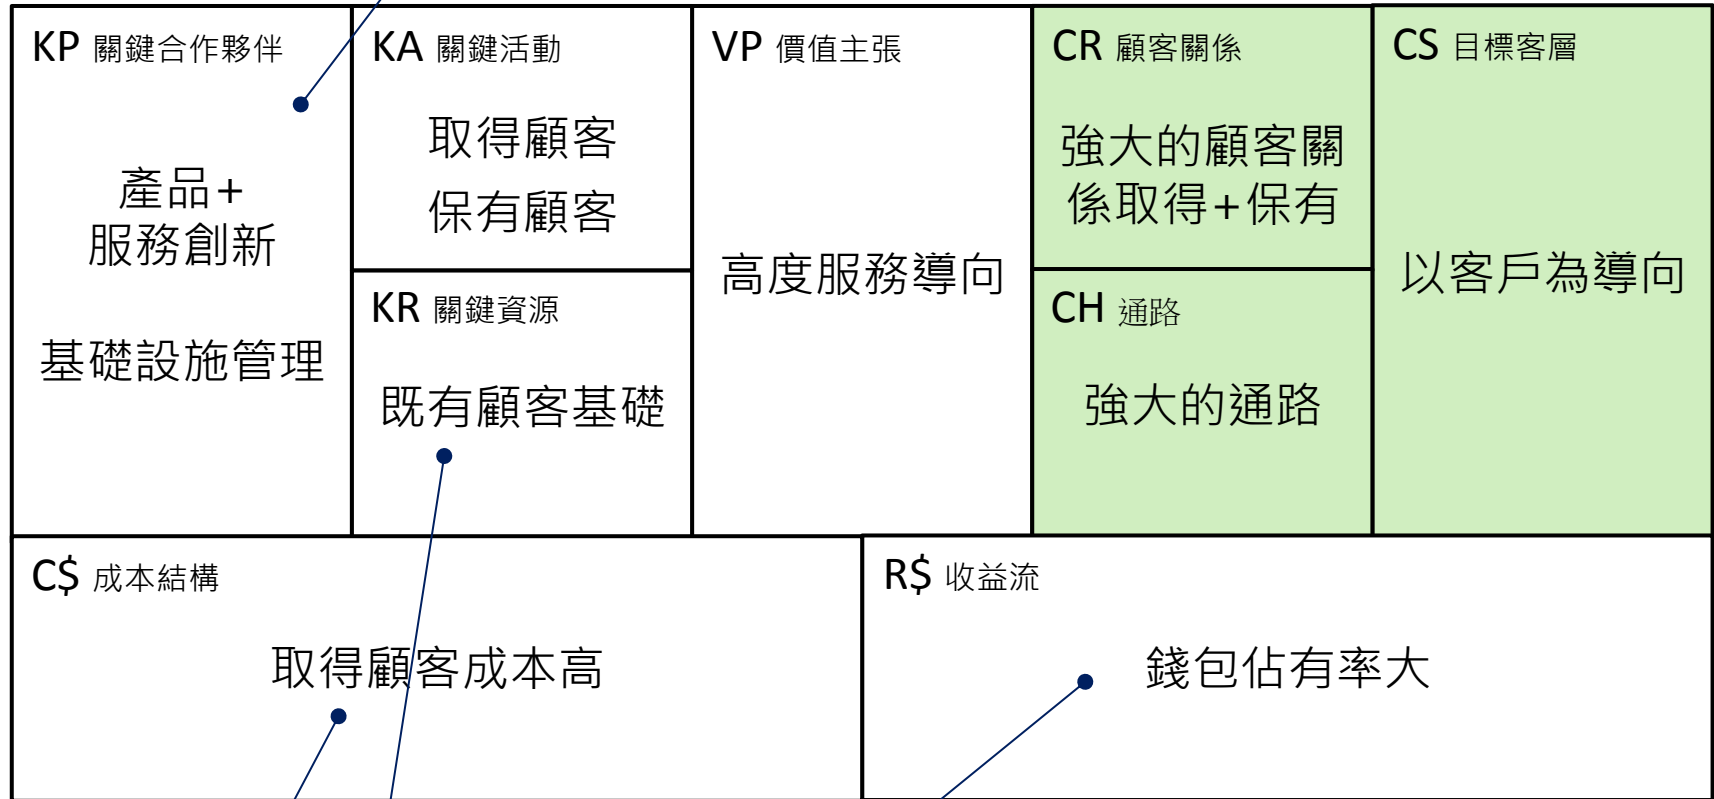 KP 關鍵合作夥伴
產品+
服務創新
基礎設施管理
KA 關鍵活動
取得顧客
保有顧客
KR 關鍵資源
既有顧客基礎
VP 價值主張
高度服務導向
CR 顧客關係
強大的顧客關
係取得+保有
CH 通路
強大的通路
CS 目標客層
以客戶為導向
C$ 成本結構
取得顧客成本高
R$ 收益流
錢包佔有率大